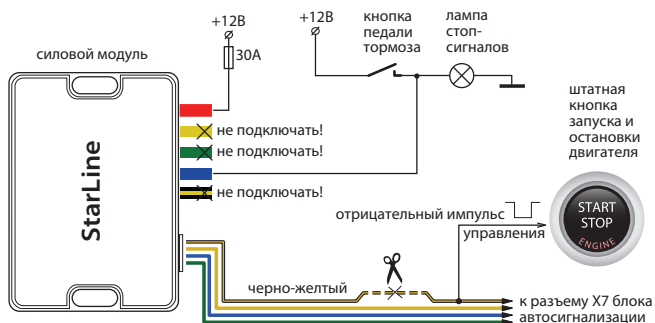 +12В
+12В
кнопка
педали
тормоза
лампа
стоп-
сигналов
силовой модуль
30А
StarLine
не подключать!
не подключать!
не подключать!
штатная
кнопка
запуска и
остановки
двигателя
START
STOP
ENGINE
отрицательный импульс
управления
черно-желтый
к разъему Х7 блока
автосигнализации